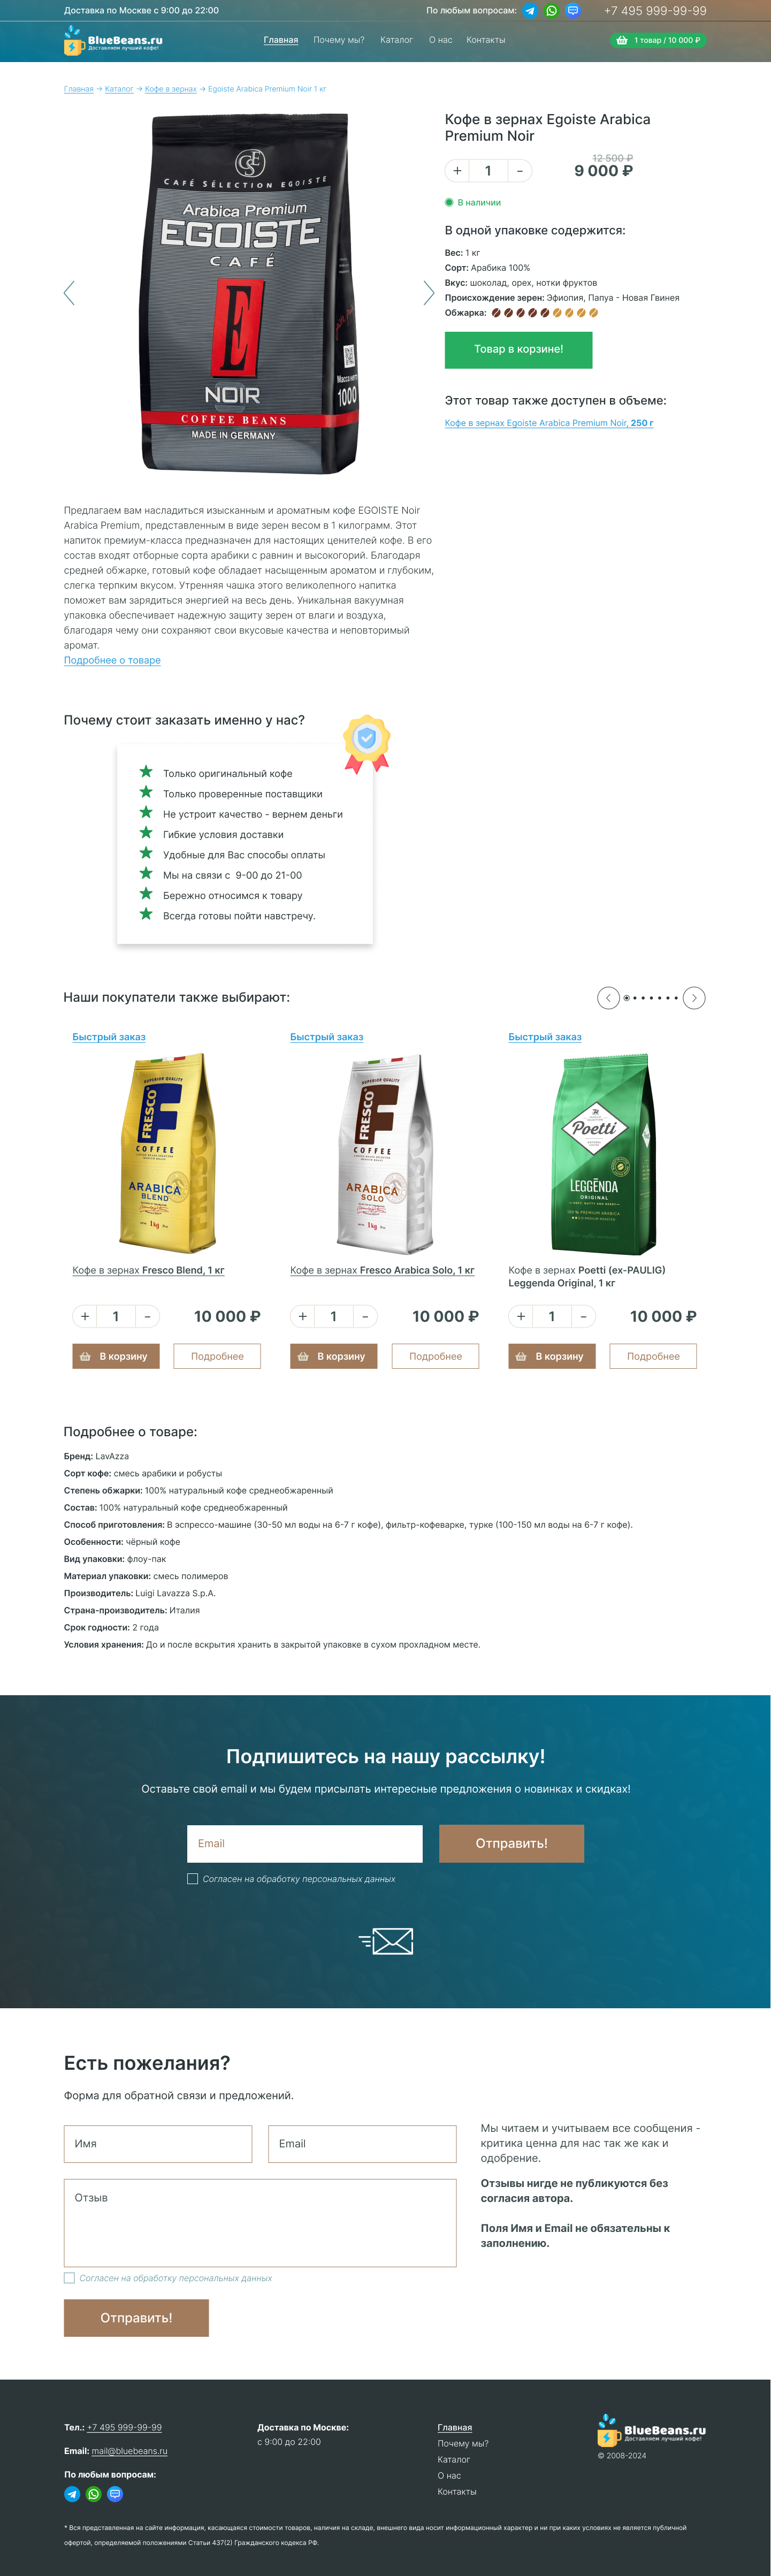 Доставка по Москве с 9:00 до 22:00
По любым вопросам:
+7 495 999-99-99
BlueBeans.ru
Доставляем лучший кофе!
Главная
Почему мы?
Каталог
О нас
Контакты
1 товар / 10 000 ₽
Главная → Каталог → Кофе в зернах → Egoiste Arabica Premium Noir 1 кг
CAFÉ SÉLECTION EGOISTE
Arabica Premium
EGOISTE
CAFÉ
E
NOIR
Масса нетто
1000
COFFEE BEANS
MADE IN GERMANY
Кофе в зернах Egoiste Arabica
Premium Noir
+ 1 -
12 500 ₽
9 000 ₽
В наличии
В одной упаковке содержится:
Вес: 1 кг
Сорт: Арабика 100%
Вкус: шоколад, орех, нотки фруктов
Происхождение зерен: Эфиопия, Папуа - Новая Гвинея
Обжарка:
Товар в корзине!
Этот товар также доступен в объеме:
Кофе в зернах Egoiste Arabica Premium Noir, 250 г
Предлагаем вам насладиться изысканным и ароматным кофе EGOISTE Noir
Arabica Premium, представленным в виде зерен весом в 1 килограмм. Этот
напиток премиум-класса предназначен для настоящих ценителей кофе. В его
состав входят отборные сорта арабики с равнин и высокогорий. Благодаря
средней обжарке, готовый кофе обладает насыщенным ароматом и глубоким,
слегка терпким вкусом. Утренняя чашка этого великолепного напитка
поможет вам зарядиться энергией на весь день. Уникальная вакуумная
упаковка обеспечивает надежную защиту зерен от влаги и воздуха,
благодаря чему они сохраняют свои вкусовые качества и неповторимый
аромат.
Подробнее о товаре
Почему стоит заказать именно у нас?
Только оригинальный кофе
Только проверенные поставщики
Не устроит качество - вернем деньги
Гибкие условия доставки
Удобные для Вас способы оплаты
Мы на связи с 9-00 до 21-00
Бережно относимся к товару
Всегда готовы пойти навстречу.
Наши покупатели также выбирают:
Быстрый заказ
SUPERIOR QUALITY
FRESCO
F
COFFEE
ARABICA
BLEND
1 kg
Кофе в зернах Fresco Blend, 1 кг
+ 1 -
10 000 ₽
В корзину
Подробнее
Быстрый заказ
SUPERIOR QUALITY
FRESCO
F
COFFEE
ARABICA
SOLO
1 kg
Кофе в зернах Fresco Arabica Solo, 1 кг
+ 1 -
10 000 ₽
В корзину
Подробнее
Быстрый заказ
Poetti
LEGGENDA
ORIGINAL
Кофе в зернах Poetti (ex-PAULIG)
Leggenda Original, 1 кг
+ 1 -
10 000 ₽
В корзину
Подробнее
Подробнее о товаре:
Бренд: LavAzza
Сорт кофе: смесь арабики и робусты
Степень обжарки: 100% натуральный кофе среднеобжаренный
Состав: 100% натуральный кофе среднеобжаренный
Способ приготовления: В эспрессо-машине (30-50 мл воды на 6-7 г кофе), фильтр-кофеварке, турке (100-150 мл воды на 6-7 г кофе).
Особенности: чёрный кофе
Вид упаковки: флоу-пак
Материал упаковки: смесь полимеров
Производитель: Luigi Lavazza S.p.A.
Страна-производитель: Италия
Срок годности: 2 года
Условия хранения: До и после вскрытия хранить в закрытой упаковке в сухом прохладном месте.
Подпишитесь на нашу рассылку!
Оставьте свой email и мы будем присылать интересные предложения о новинках и скидках!
Email
Отправить!
Согласен на обработку персональных данных
Есть пожелания?
Форма для обратной связи и предложений.
Имя
Email
Отзыв
Согласен на обработку персональных данных
Отправить!
Мы читаем и учитываем все сообщения -
критика ценна для нас так же как и
одобрение.
Отзывы нигде не публикуются без
согласия автора.
Поля Имя и Email не обязательны к
заполнению.
Тел.: +7 495 999-99-99
Email: mail@bluebeans.ru
По любым вопросам:
Доставка по Москве:
с 9:00 до 22:00
Главная
Почему мы?
Каталог
О нас
Контакты
BlueBeans.ru
Доставляем лучший кофе!
© 2008-2024
* Вся представленная на сайте информация, касающаяся стоимости товаров, наличия на складе, внешнего вида носит информационный характер и ни при каких условиях не является публичной
офертой, определяемой положениями Статьи 437(2) Гражданского кодекса РФ.